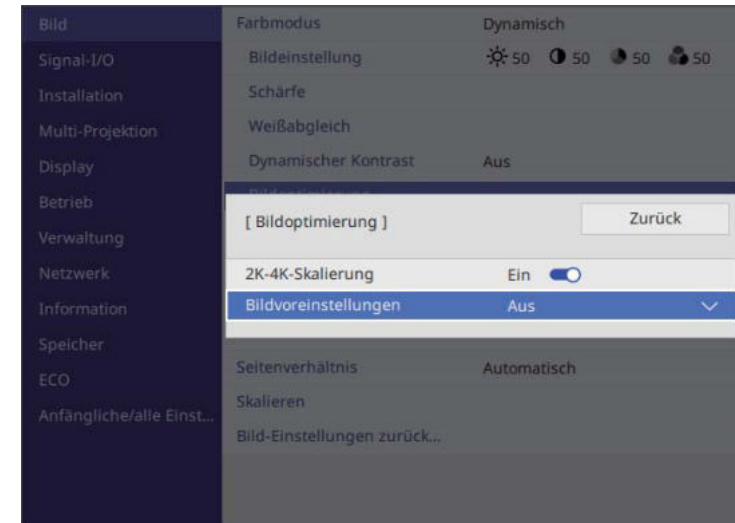 Bild
Signal-I/O
Installation
Multi-Projektion
Display
Betrieb
Verwaltung
Netzwerk
Information
Speicher
ECO
Anfängliche/alle Einst...
Farbmodus Dynamisch
Bildeinstellung 50 50 50 50
Schärfe
Weißabgleich
Dynamischer Kontrast Aus
[ Bildoptimierung ] Zurück
2K-4K-Skalierung Ein
Bildvoreinstellungen Aus
Seitenverhältnis Automatisch
Skalieren
Bild-Einstellungen zurück...